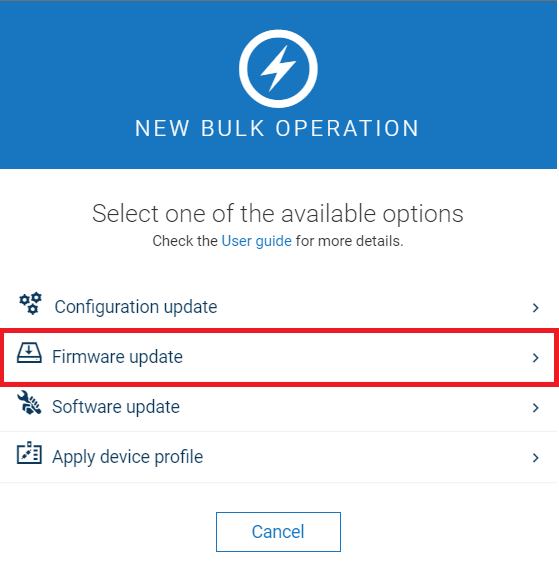 NEW BULK OPERATION
Select one of the available options
Check the User guide for more details.
Configuration update
Firmware update
Software update
Apply device profile
Cancel